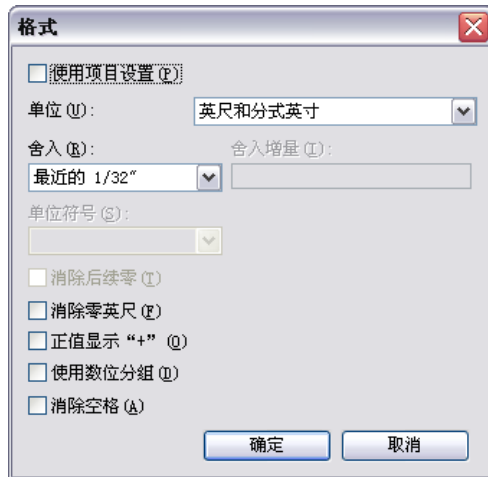 格式
使用项目设置(P)
单位(U): 英尺和分式英寸
舍入(R): 舍入增量(I):
最近的 1/32"
单位符号(S):
消除后续零(T)
消除零英尺(F)
正值显示“+” (O)
使用数位分组(D)
消除空格(A)
确定 取消